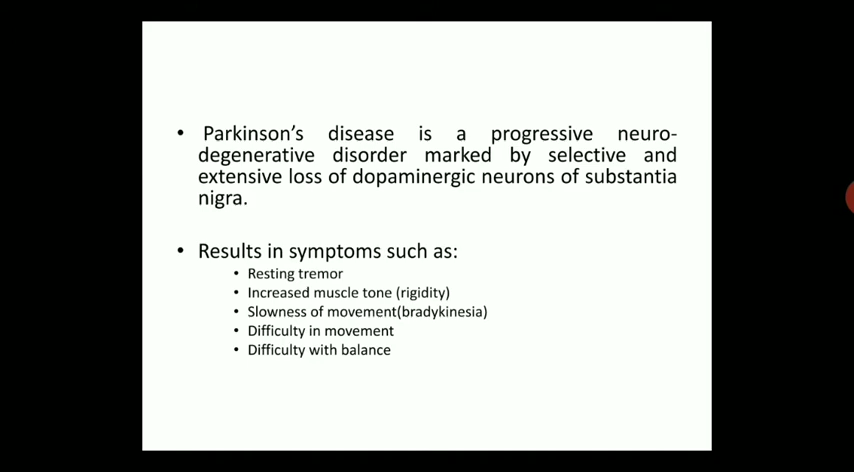 • Parkinson's disease is a progressive neuro-
degenerative disorder marked by selective and
extensive loss of dopaminergic neurons of substantia
nigra.
• Results in symptoms such as:
• Resting tremor
• Increased muscle tone (rigidity)
• Slowness of movement(bradykinesia)
• Difficulty in movement
• Difficulty with balance